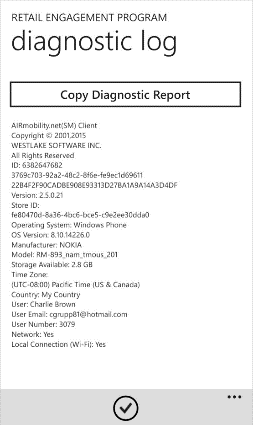 RETAIL ENGAGEMENT PROGRAM
diagnostic log
Copy Diagnostic Report
AIRmobility.net(SM) Client
Copyright © 2001,2015
WESTLAKE SOFTWARE INC.
All Rights Reserved
ID: 6382647682
3769c703-92a2-48c2-8f6e-fe9ec1d69611
22B4F2F90CADBE908E93313D27BA1A9A14A3D4DF
Version: 2.5.0.21
Store ID:
fe80470d-8a36-4bc6-bce5-c9e2ee30dda0
Operating System: Windows Phone
OS Version: 8.10.14226.0
Manufacturer: NOKIA
Model: RM-893_nam_tmous_201
Storage Available: 2.8 GB
Time Zone:
(UTC-08:00) Pacific Time (US & Canada)
Country: My Country
User: Charlie Brown
User Email: cgrupp81@hotmail.com
User Number: 3079
Network: Yes
Local Connection (Wi-Fi): Yes